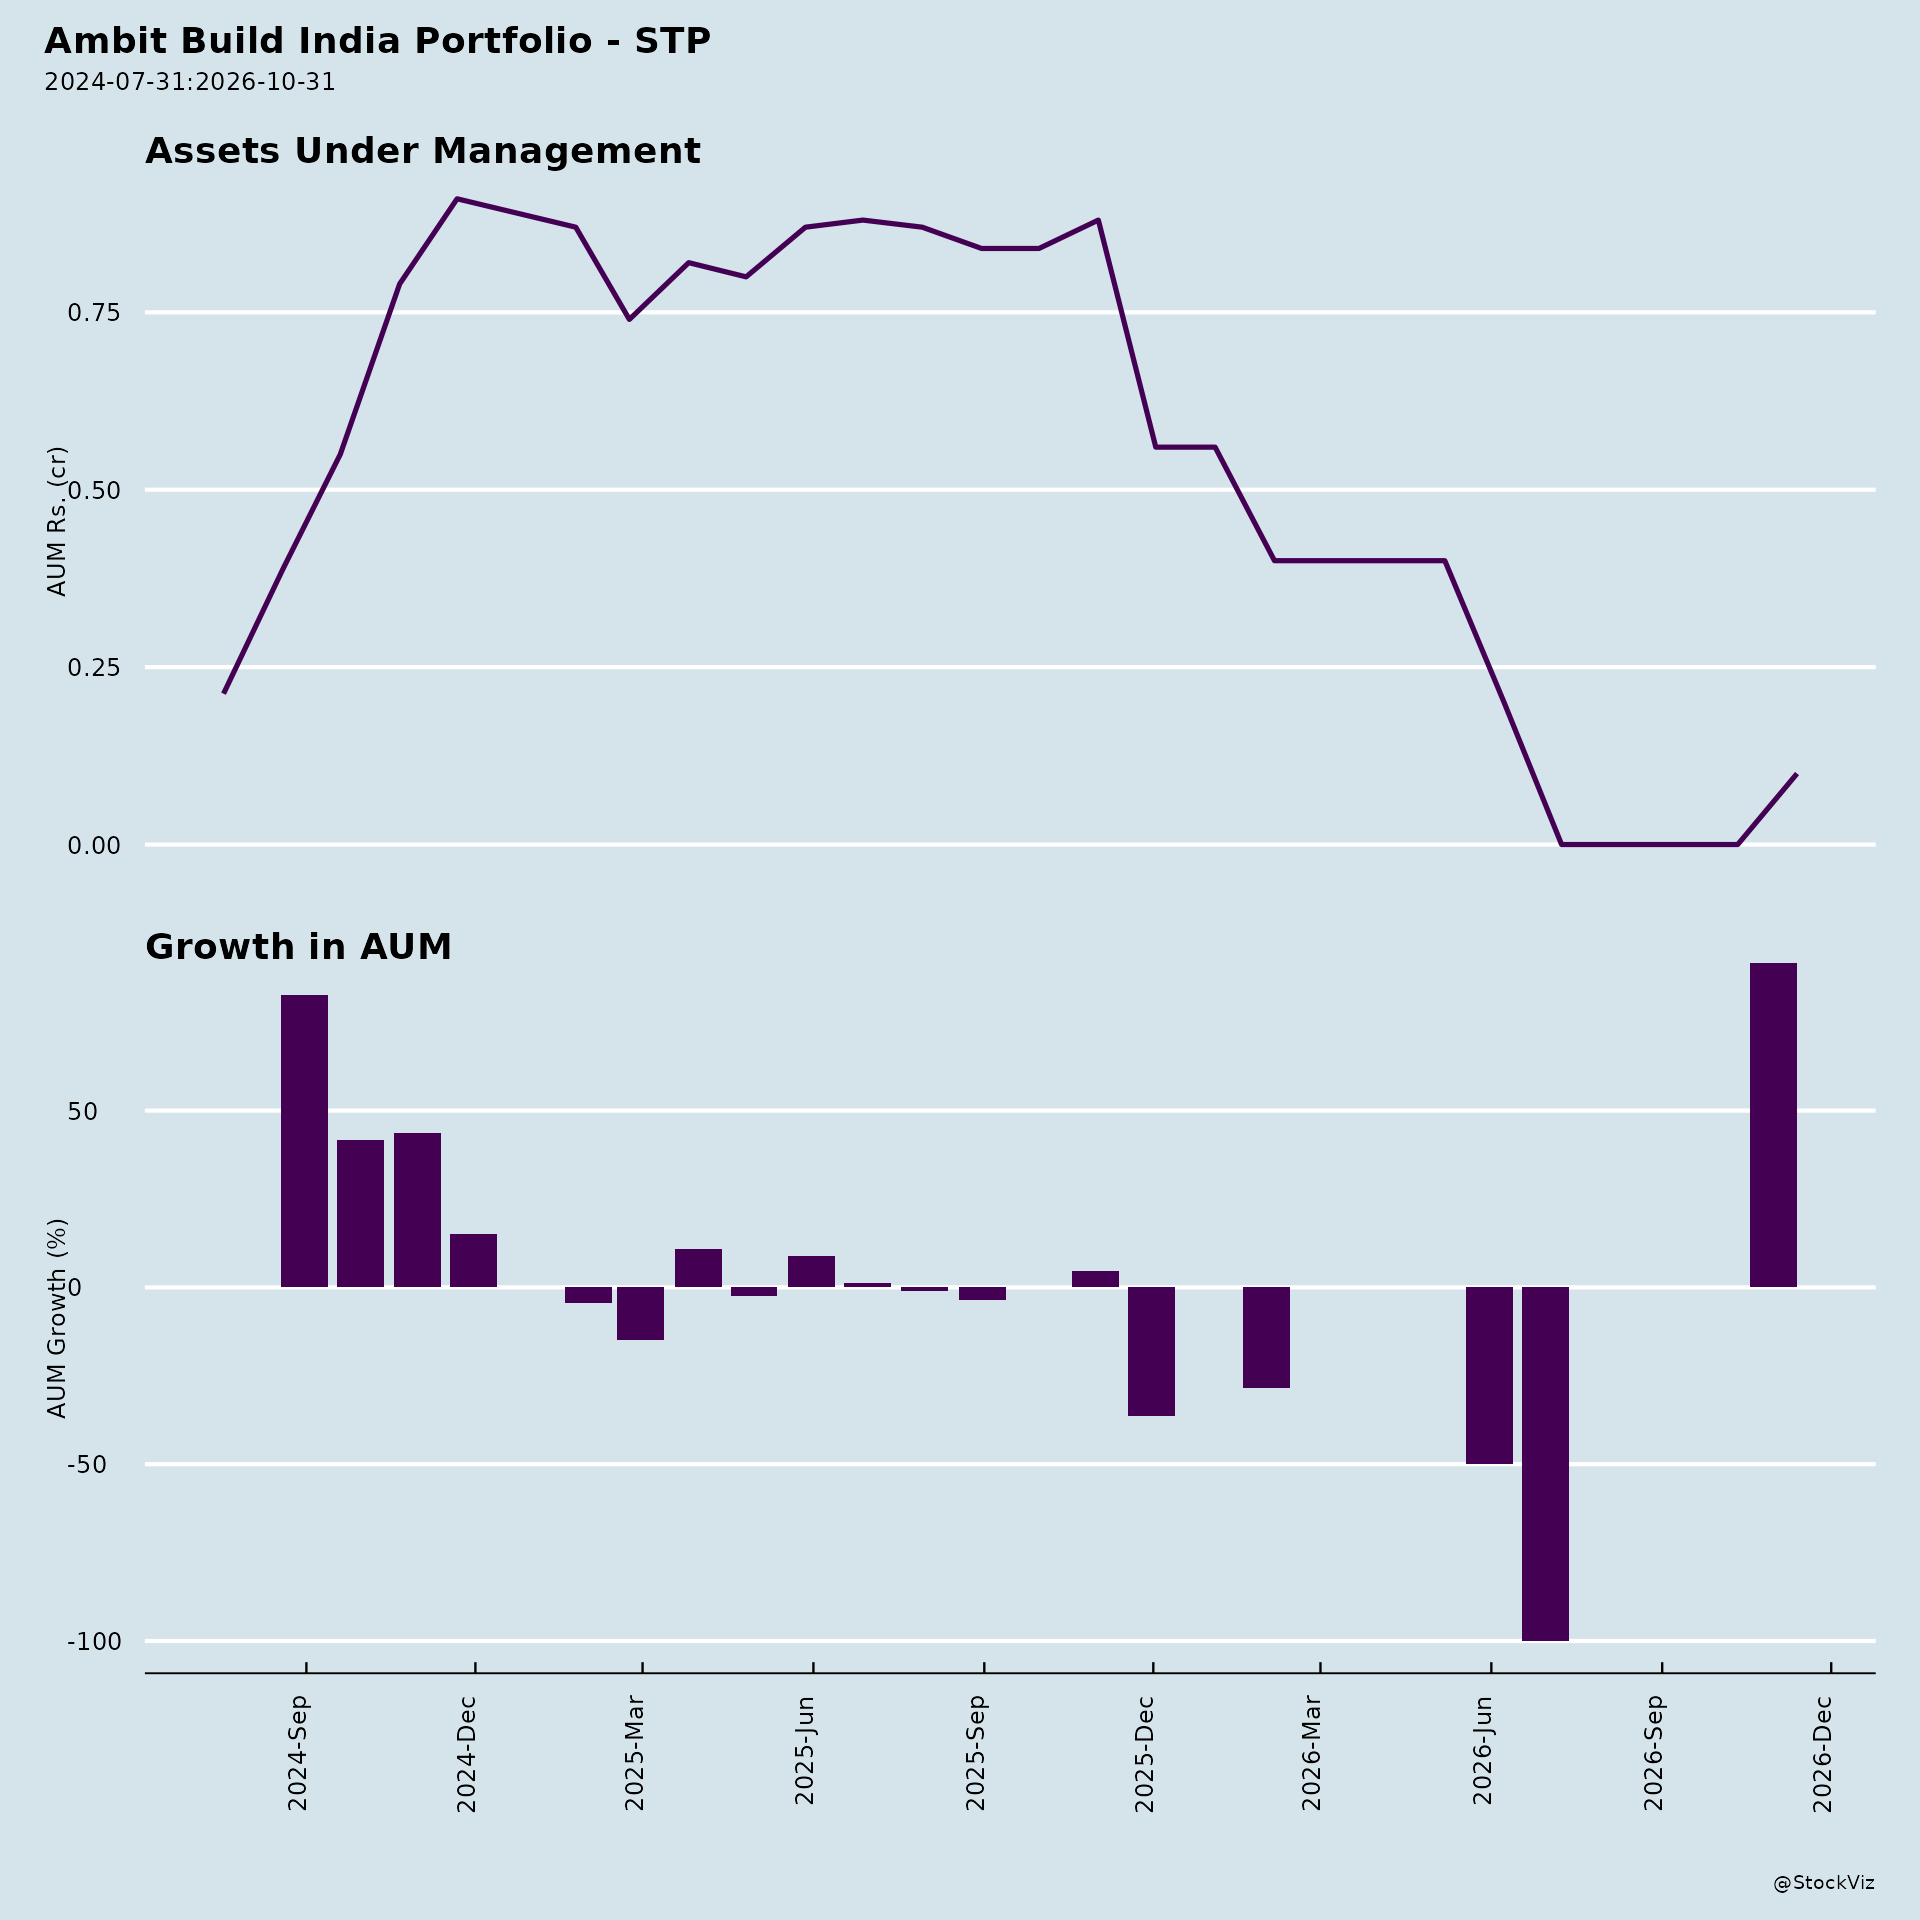 Ambit Build India Portfolio - STP
2024-07-31:2026-10-31
Assets Under Management
AUM Rs. (cr)
0.75
0.50
0.25
0.00
Growth in AUM
AUM Growth (%)
50
0
-50
-100
2024-Sep
2024-Dec
2025-Mar
2025-Jun
2025-Sep
2025-Dec
2026-Mar
2026-Jun
2026-Sep
2026-Dec
@StockViz